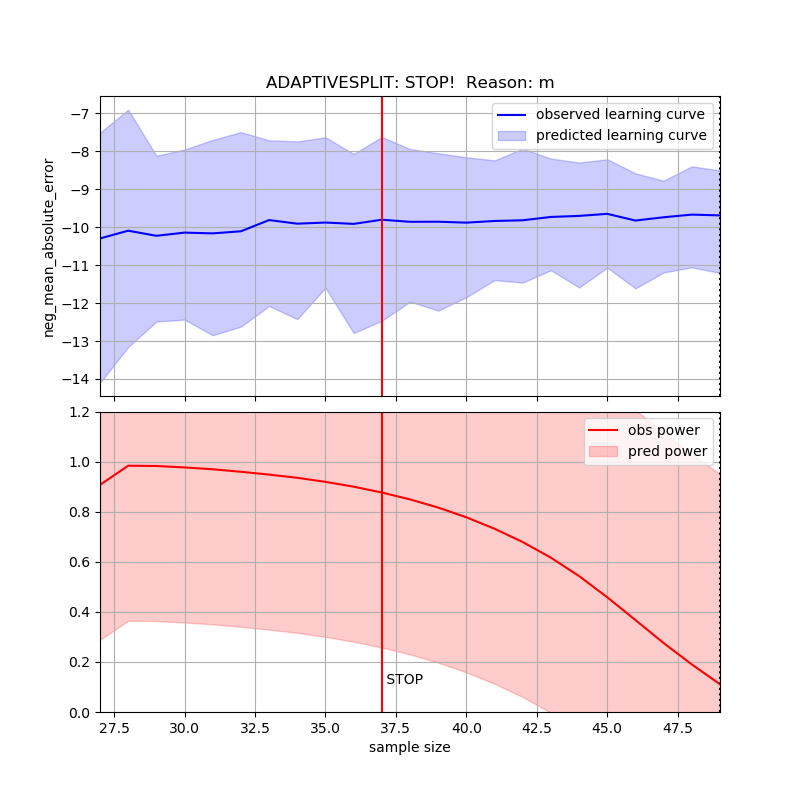 ADAPTIVESPLIT: STOP!  Reason: m
observed learning curve
predicted learning curve
neg_mean_absolute_error
−7
−8
−9
−10
−11
−12
−13
−14
obs power
pred power
1.2
1.0
0.8
0.6
0.4
0.2
0.0
STOP
27.5 30.0 32.5 35.0 37.5 40.0 42.5 45.0 47.5
sample size